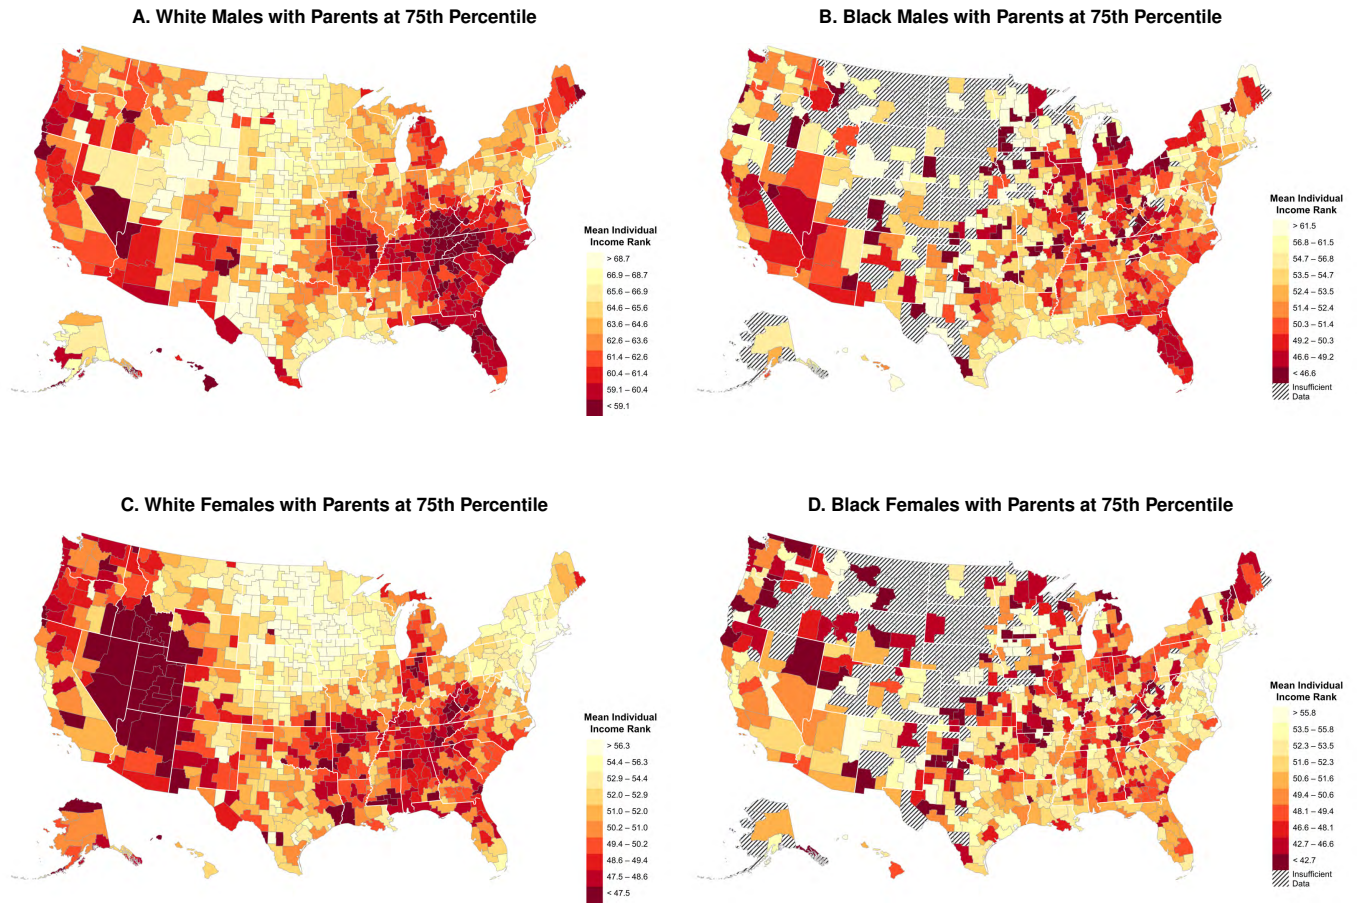 A. White Males with Parents at 75th Percentile
Mean Individual
Income Rank
> 68.7
66.9 – 68.7
65.6 – 66.9
64.6 – 65.6
63.6 – 64.6
62.6 – 63.6
61.4 – 62.6
60.4 – 61.4
59.1 – 60.4
< 59.1
B. Black Males with Parents at 75th Percentile
Mean Individual
Income Rank
> 61.5
56.8 – 61.5
54.7 – 56.8
53.5 – 54.7
52.4 – 53.5
51.4 – 52.4
50.3 – 51.4
49.2 – 50.3
46.6 – 49.2
< 46.6
Insufficient
Data
C. White Females with Parents at 75th Percentile
Mean Individual
Income Rank
> 56.3
54.4 – 56.3
52.9 – 54.4
52.0 – 52.9
51.0 – 52.0
50.2 – 51.0
49.4 – 50.2
48.6 – 49.4
47.5 – 48.6
< 47.5
D. Black Females with Parents at 75th Percentile
Mean Individual
Income Rank
> 55.8
53.5 – 55.8
52.3 – 53.5
51.6 – 52.3
50.6 – 51.6
49.4 – 50.6
48.1 – 49.4
46.6 – 48.1
42.7 – 46.6
< 42.7
Insufficient
Data